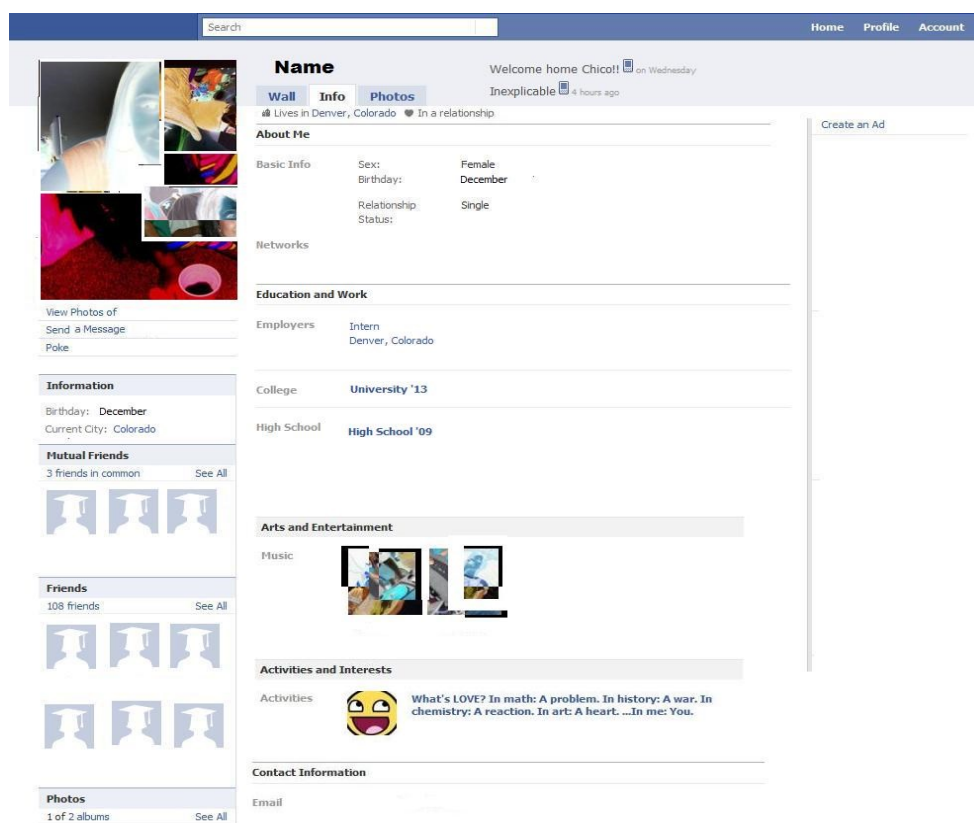 Search
Home Profile Account
Name
Welcome home Chico!! on Wednesday
Inexplicable 4 hours ago
Wall Info Photos
Lives in Denver, Colorado In a relationship
Create an Ad
About Me
Basic Info Sex: Female
Birthday: December
Relationship Status: Single
Networks
Education and Work
Employers Intern
Denver, Colorado
College University '13
High School High School '09
Arts and Entertainment
Music
Activities and Interests
Activities What's LOVE? In math: A problem. In history: A war. In
chemistry: A reaction. In art: A heart. ...In me: You.
Contact Information
Email
View Photos of
Send a Message
Poke
Information
Birthday: December
Current City: Colorado
Mutual Friends
3 friends in common See All
Friends
108 friends See All
Photos
1 of 2 albums See All